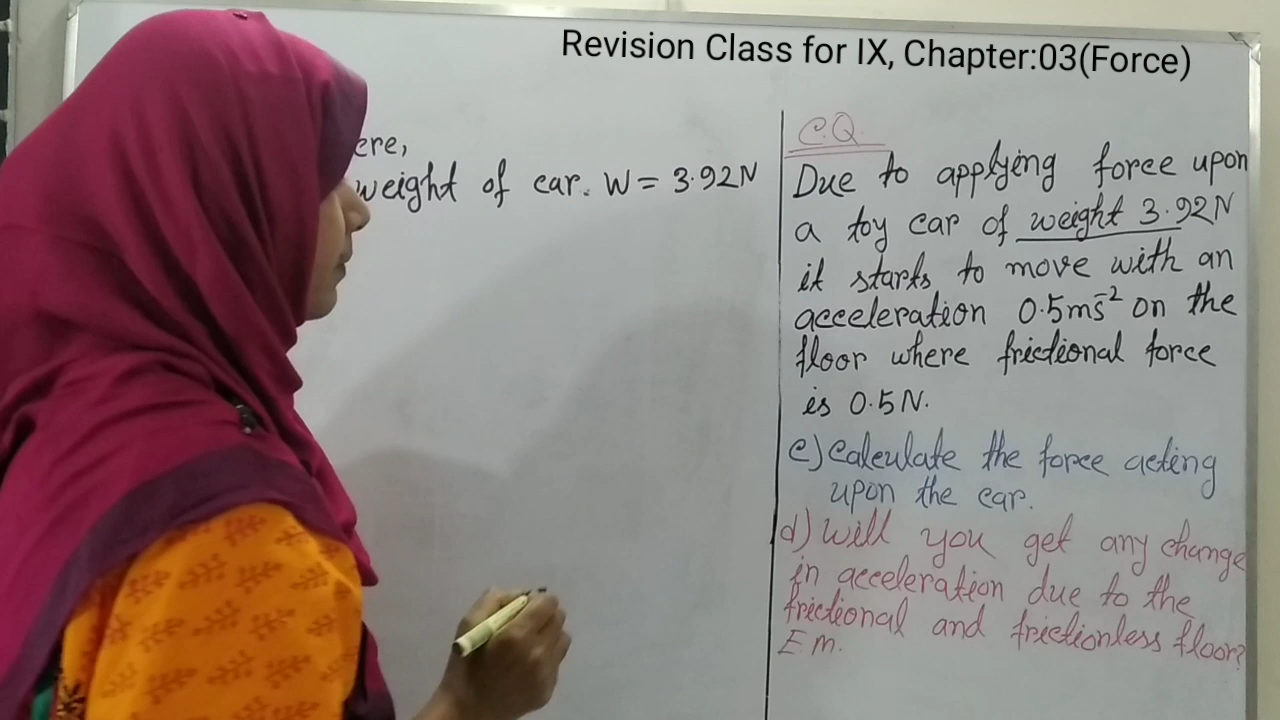 Revision Class for IX, Chapter:03(Force)
ere,
weight of car. W = 3.92N
C.Q.
Due to applying force upon
a toy car of weight 3.92N
it starts to move with an
acceleration 0.5ms⁻² on the
floor where frictional force
is 0.5N.
c) Calculate the force acting
upon the car.
d) Will you get any change
in acceleration due to the
frictional and frictionless floor?
E.m.